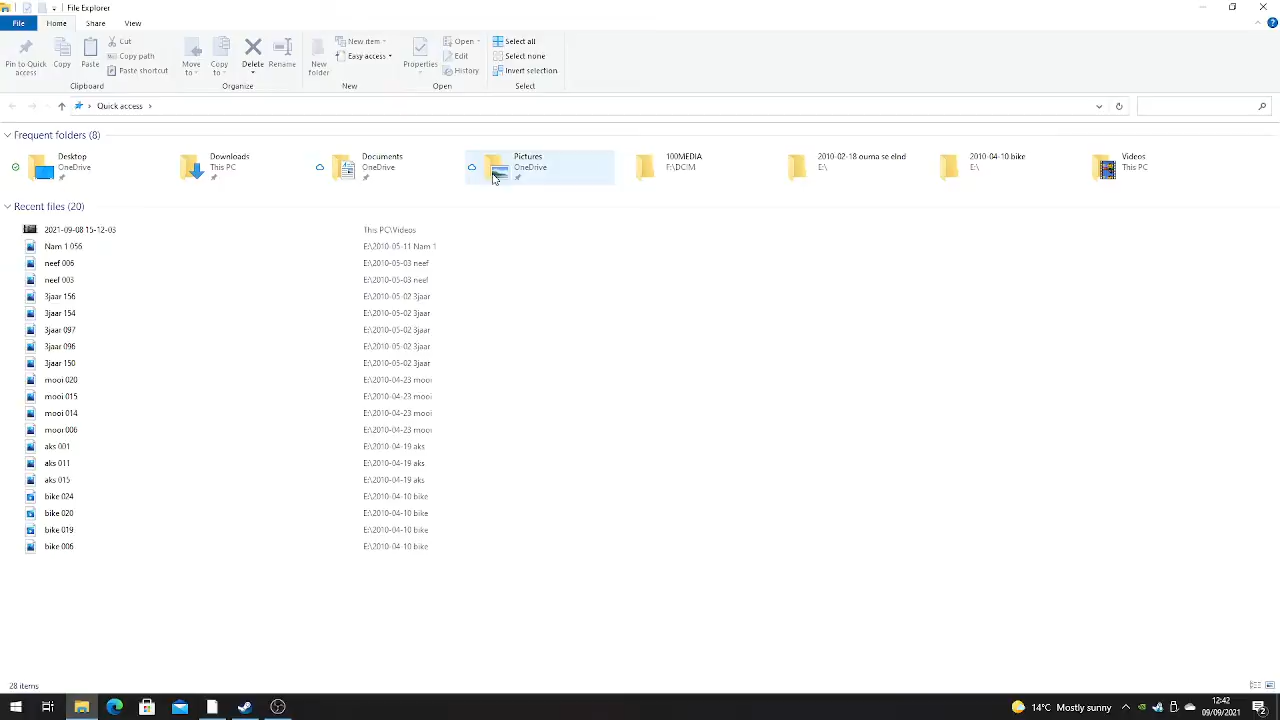 File Explorer
File Home Share View
Pin to Quick access
Copy
Paste
Cut
Copy path
Paste shortcut
Clipboard
Move to
Copy to
Delete
Rename
Organize
New folder
New item
Easy access
New
Properties
Open
Edit
History
Open
Select all
Select none
Invert selection
Select
Quick access
Frequent folders (8)
Desktop
OneDrive
Downloads
This PC
Documents
OneDrive
Pictures
OneDrive
100MEDIA
F:\DCIM
2010-02-18 ouma se elnd
E:\
2010-04-10 bike
E:\
Videos
This PC
Recent files (20)
2021-09-08 15-12-03 This PC\Videos
Nam 1 056 E:\2010-05-11 Nam 1
neef 006 E:\2010-05-03 neef
neef 003 E:\2010-05-03 neef
3jaar 156 E:\2010-05-02 3jaar
3jaar 154 E:\2010-05-02 3jaar
3jaar 097 E:\2010-05-02 3jaar
3jaar 096 E:\2010-05-02 3jaar
3jaar 150 E:\2010-05-02 3jaar
mooi 020 E:\2010-04-23 mooi
mooi 015 E:\2010-04-23 mooi
mooi 014 E:\2010-04-23 mooi
mooi 006 E:\2010-04-23 mooi
aks 001 E:\2010-04-19 aks
aks 011 E:\2010-04-19 aks
aks 015 E:\2010-04-19 aks
bike 024 E:\2010-04-10 bike
bike 020 E:\2010-04-10 bike
bike 019 E:\2010-04-10 bike
bike 006 E:\2010-04-10 bike
28 items
14°C Mostly sunny
12:42
09/09/2021
2